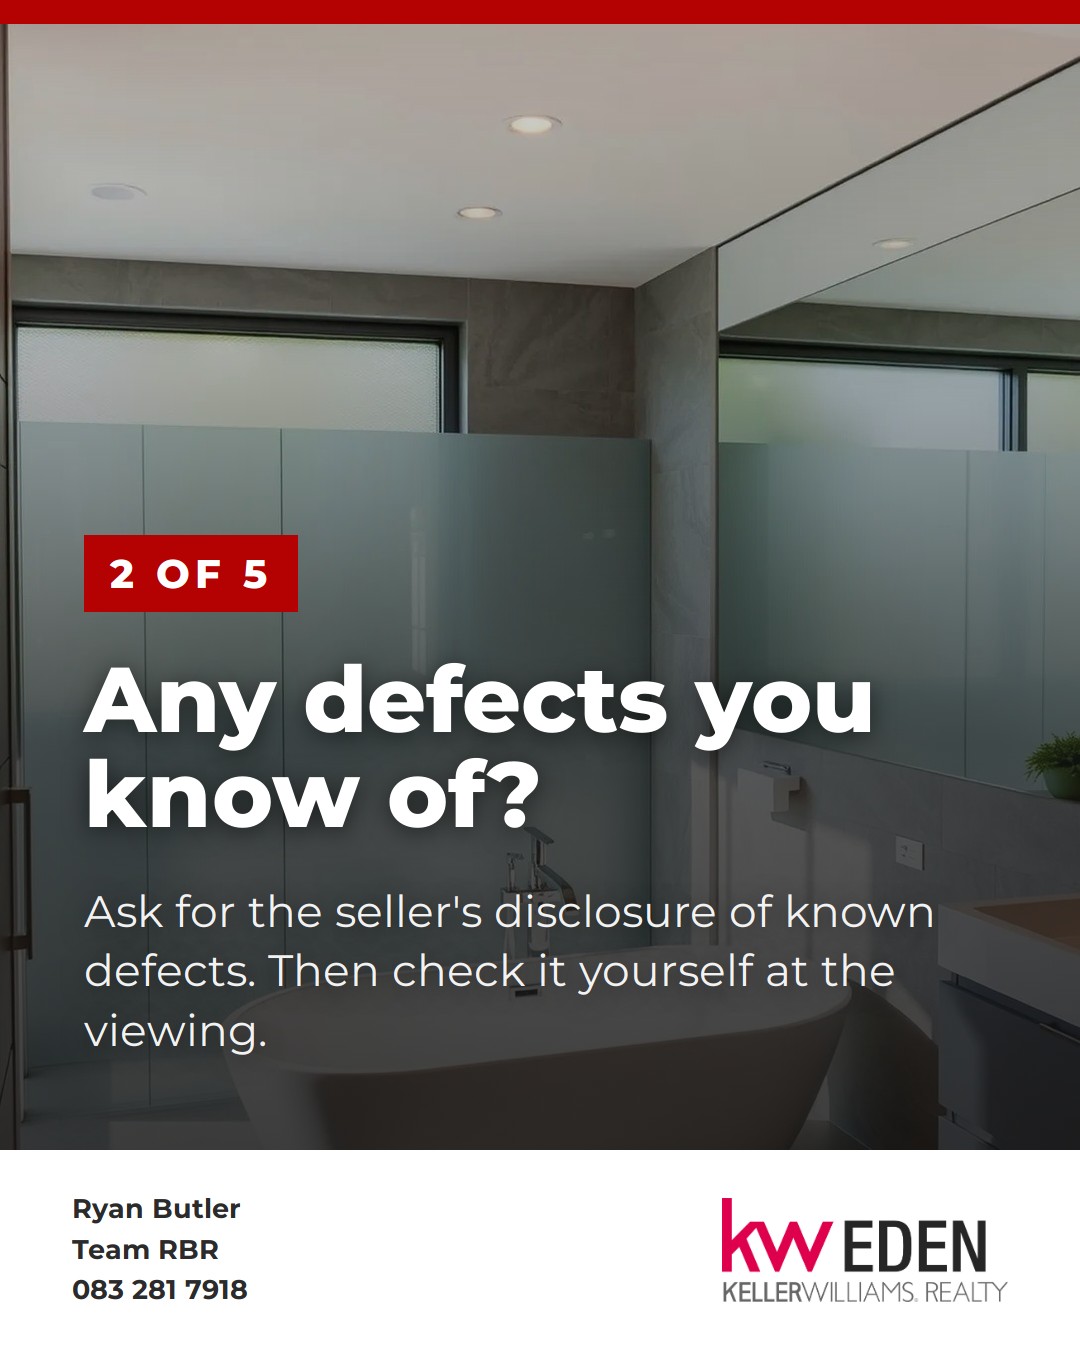 2 OF 5
Any defects you
know of?
Ask for the seller's disclosure of known
defects. Then check it yourself at the
viewing.
Ryan Butler
Team RBR
083 281 7918
kw EDEN
KELLERWILLIAMS. REALTY